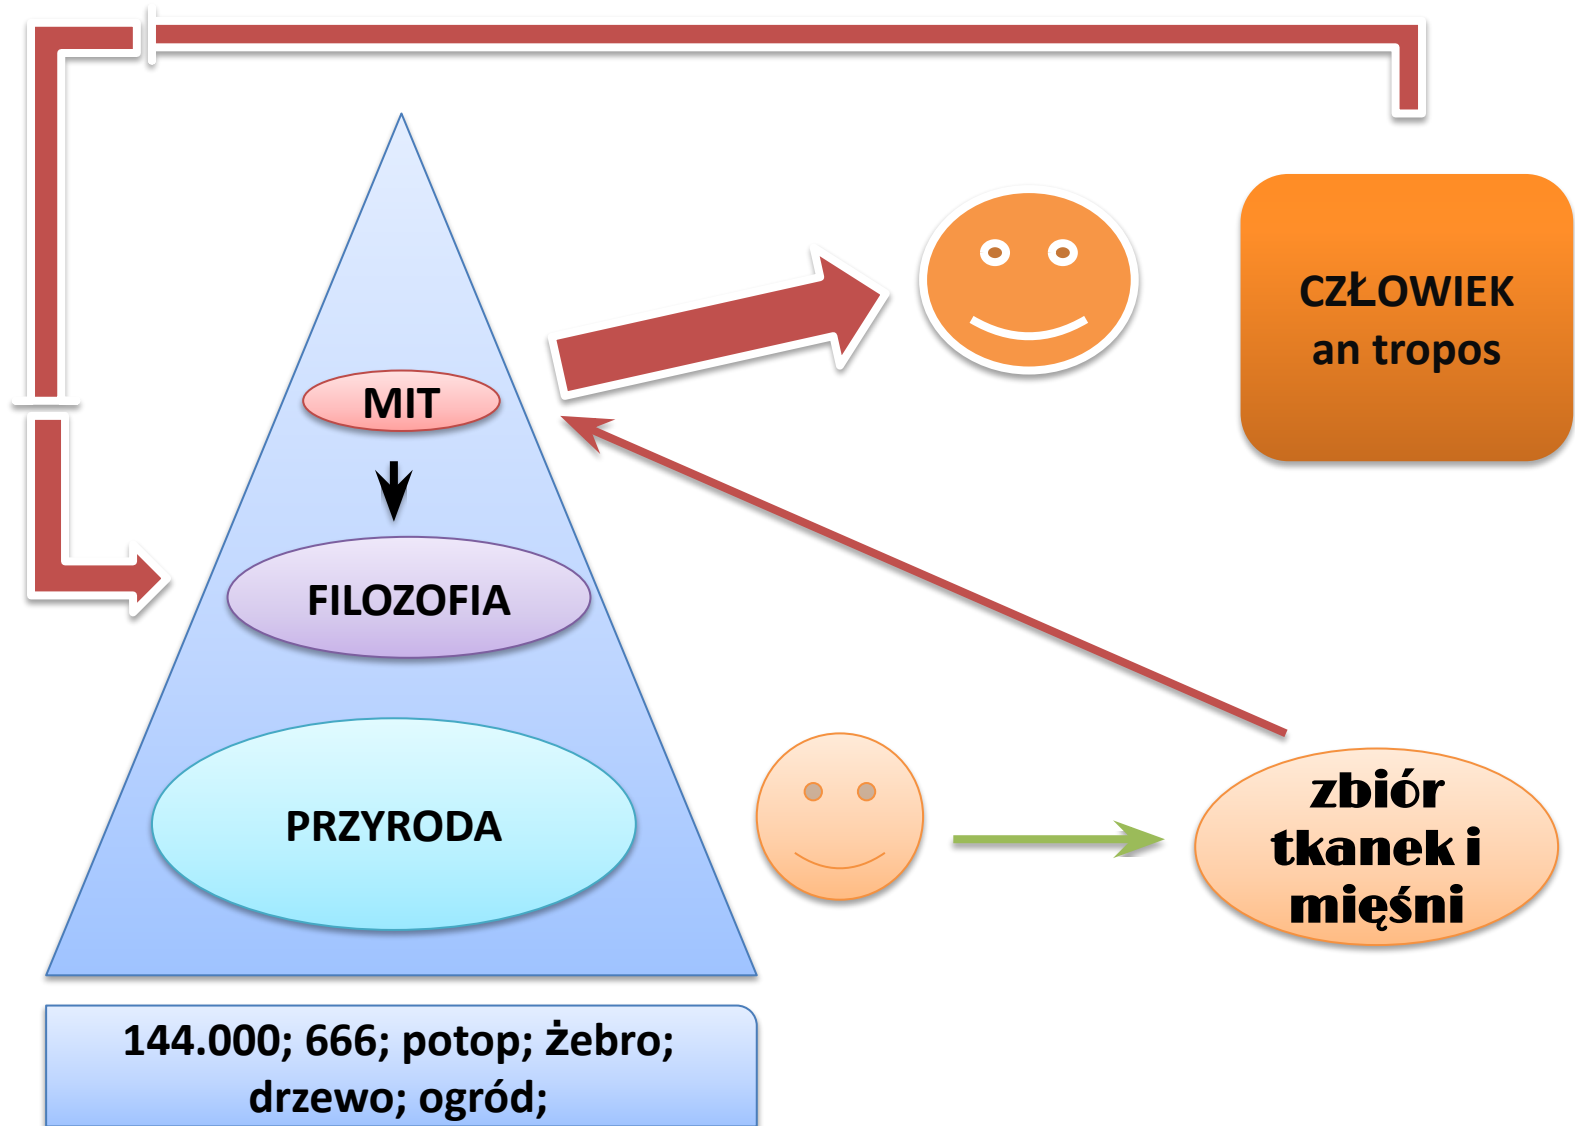 CZŁOWIEK
an tropos
MIT
FILOZOFIA
PRZYRODA
zbiór
tkanek i
mięśni
144.000; 666; potop; żebro;
drzewo; ogród;